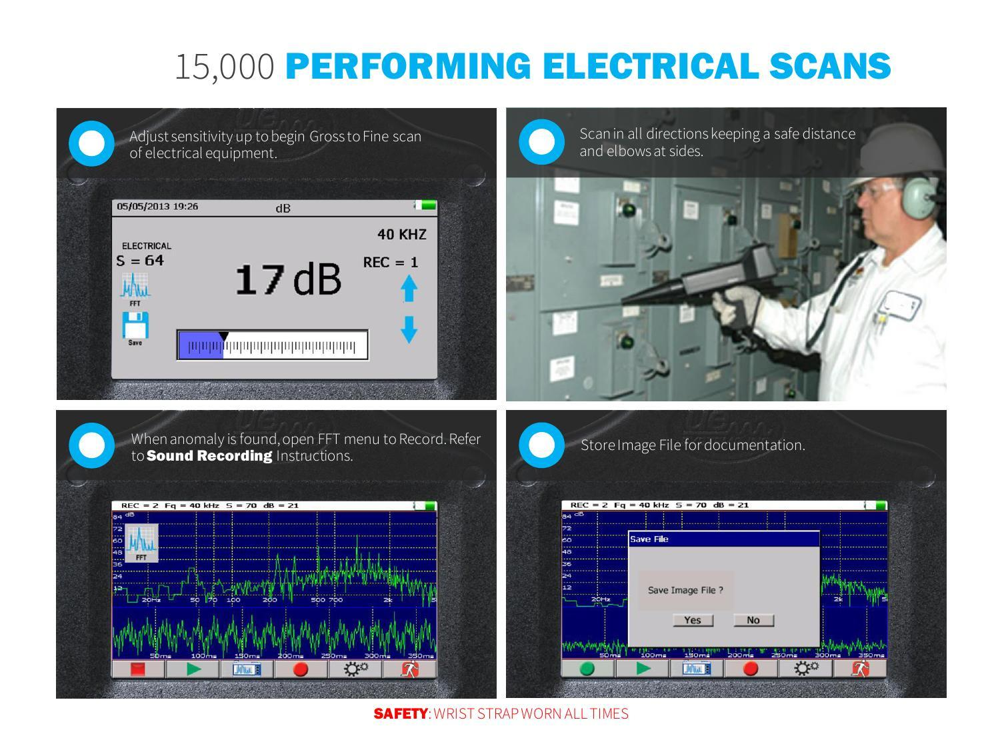 15,000 PERFORMING ELECTRICAL SCANS
Adjust sensitivity up to begin Gross to Fine scan
of electrical equipment.
05/05/2013 19:26
dB
40 KHZ
ELECTRICAL
S = 64
REC = 1
17 dB
FFT
Save
Scan in all directions keeping a safe distance
and elbows at sides.
When anomaly is found, open FFT menu to Record. Refer
to Sound Recording Instructions.
REC = 2 Fq = 40 kHz S = 70 dB = 21
84 dB
72
60
48
36
24
12
FFT
20Hz 50 70 100 200 500 700 2k 5
50ms 100ms 150ms 200ms 250ms 300ms 350ms
Store Image File for documentation.
REC = 2 Fq = 40 kHz S = 70 dB = 21
84 dB
72
60
48
36
24
12
Save File
Save Image File ?
Yes No
20Hz 2k 5
50ms 100ms 150ms 200ms 250ms 300ms 350ms
SAFETY: WRIST STRAP WORN ALL TIMES